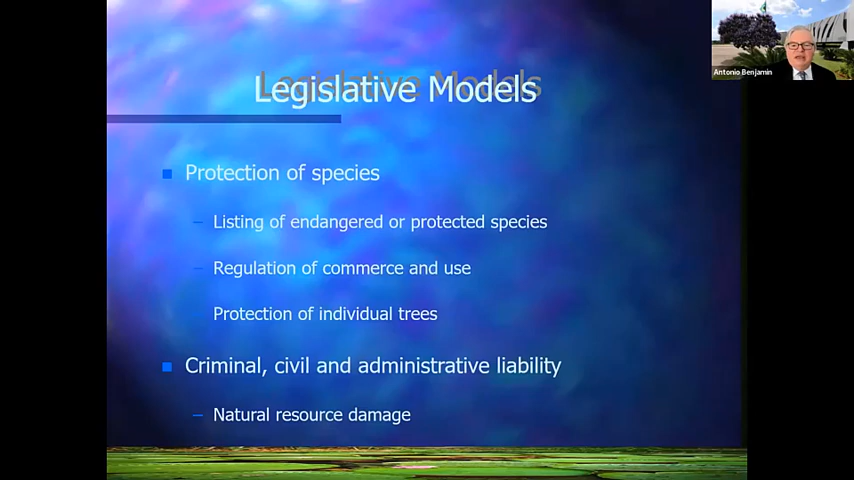 Legislative Models
Antonio Benjamin
Protection of species
Listing of endangered or protected species
Regulation of commerce and use
Protection of individual trees
Criminal, civil and administrative liability
Natural resource damage